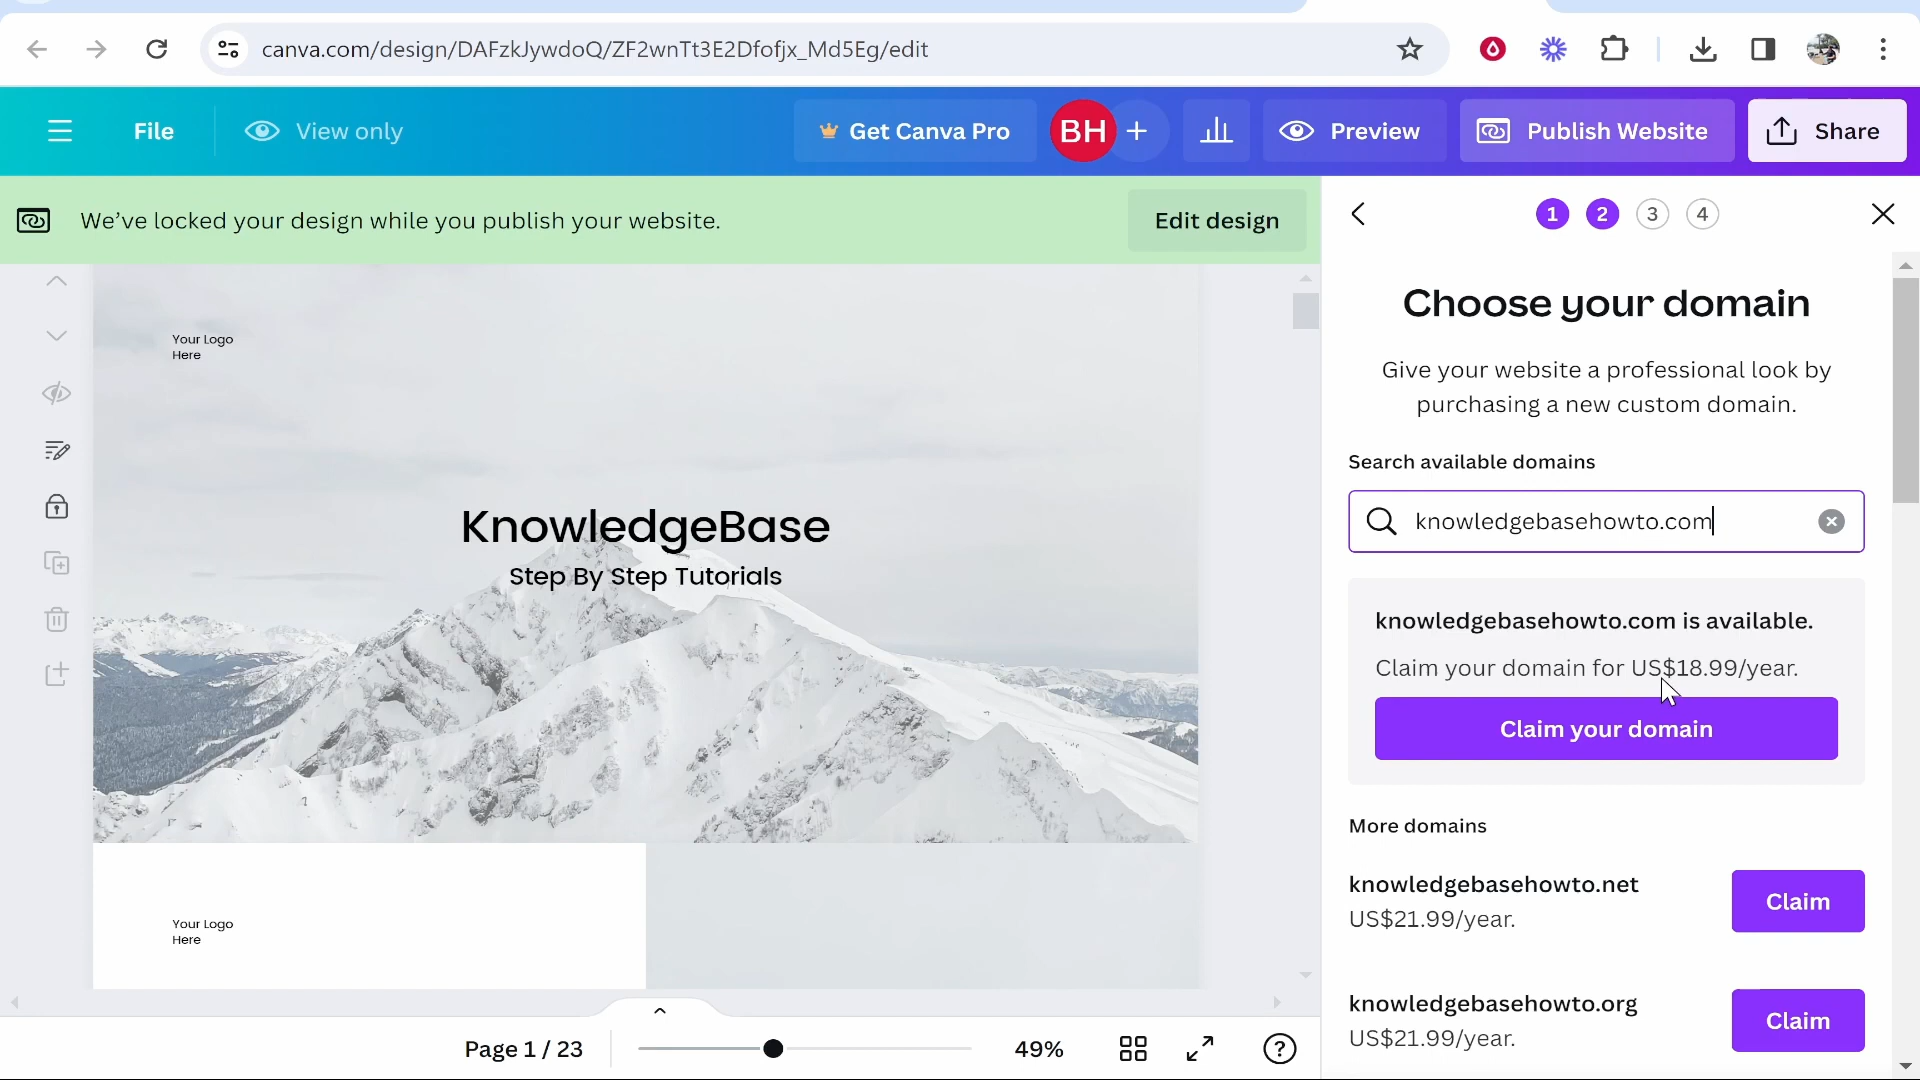 canva.com/design/DAFzkJywdoQ/ZF2wnTt3E2Dfofjx_Md5Eg/edit
File
View only
Get Canva Pro
BH
Preview
Publish Website
Share
We’ve locked your design while you publish your website.
Edit design
1 2 3 4
Your Logo
Here
KnowledgeBase
Step By Step Tutorials
Your Logo
Here
Choose your domain
Give your website a professional look by
purchasing a new custom domain.
Search available domains
knowledgebasehowto.com
knowledgebasehowto.com is available.
Claim your domain for US$18.99/year.
Claim your domain
More domains
knowledgebasehowto.net
US$21.99/year.
Claim
knowledgebasehowto.org
US$21.99/year.
Claim
Page 1 / 23
49%